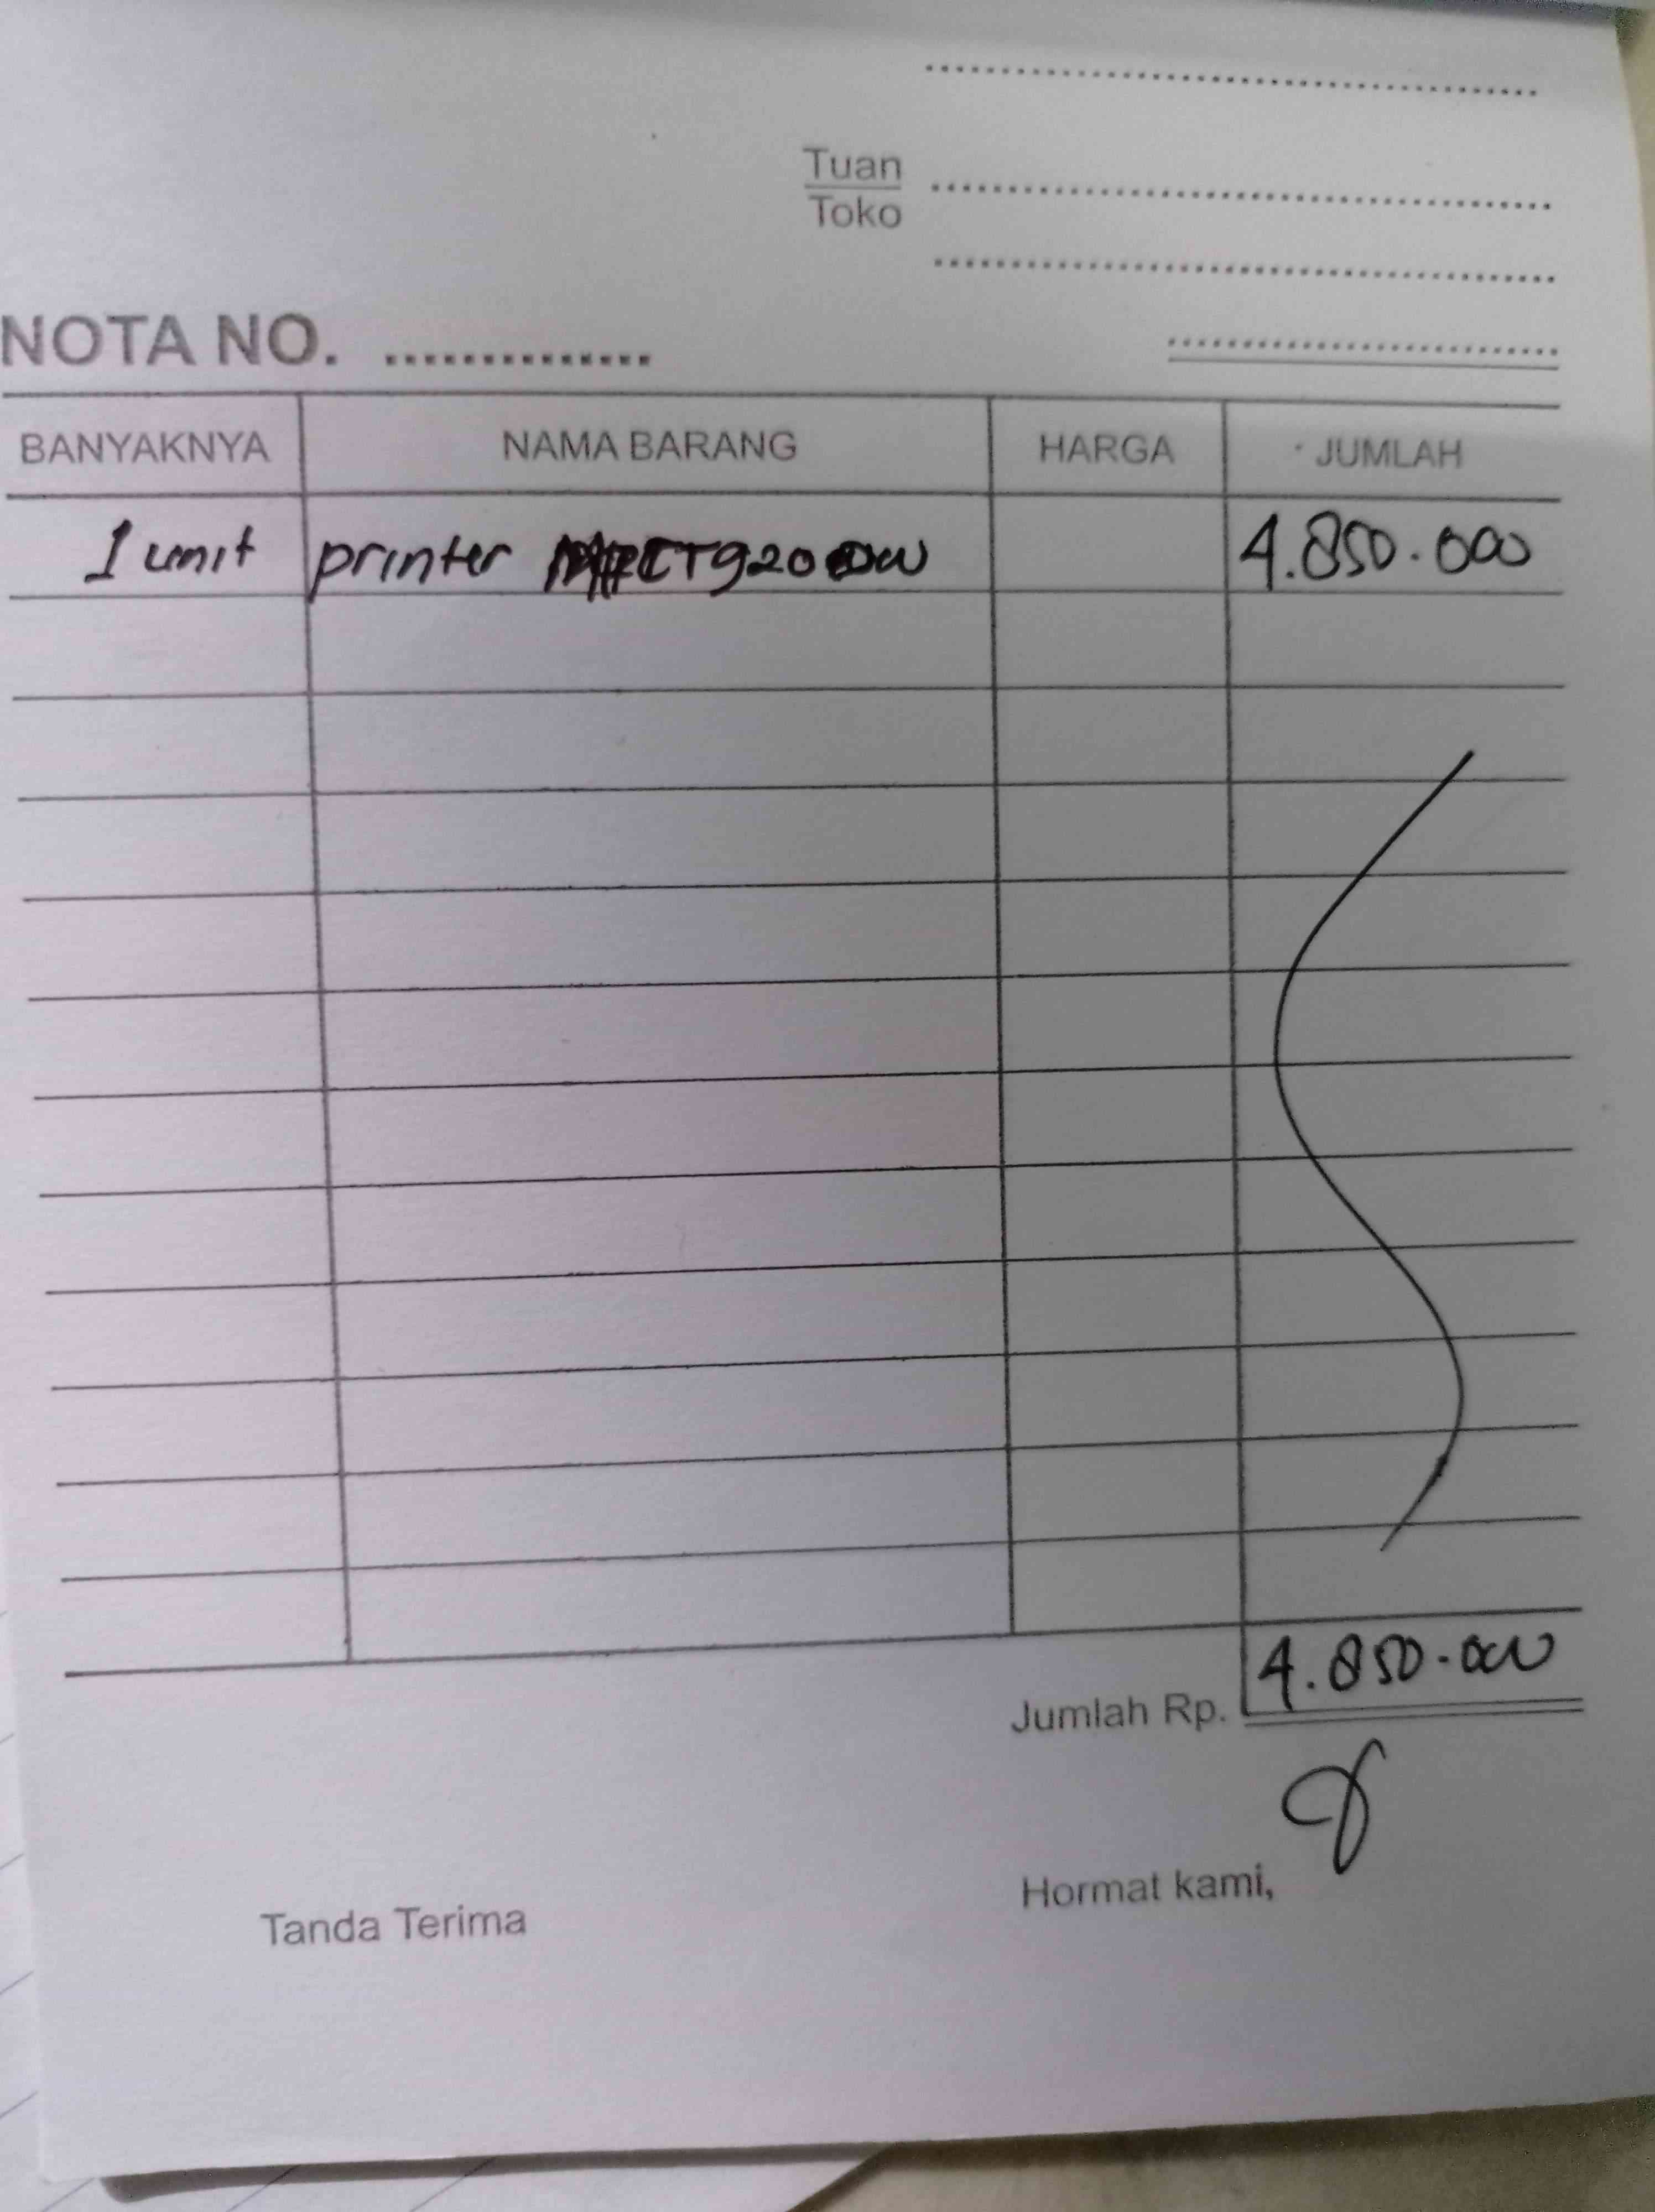 Tuan
Toko
NOTA NO. ..............
BANYAKNYA NAMA BARANG HARGA JUMLAH
1 unit printer 4.850.000
Jumlah Rp. 4.850.000
Hormat kami,
Tanda Terima